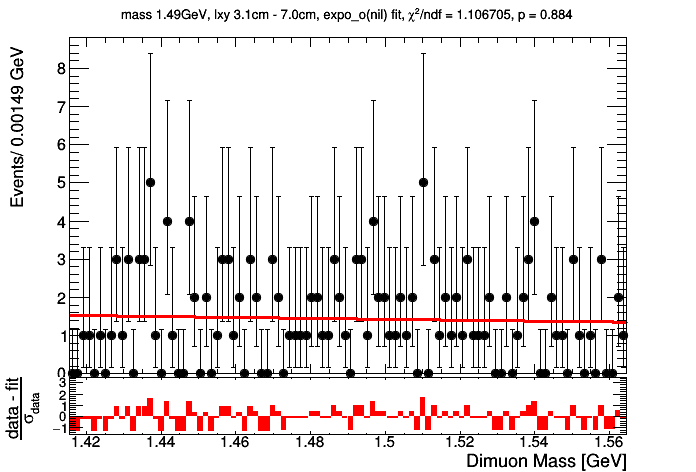 mass 1.49GeV, lxy 3.1cm - 7.0cm, expo_o(nil) fit, χ²/ndf = 1.106705, p = 0.884
Events/ 0.00149 GeV
8
7
6
5
4
3
2
1
0
data - fit
σdata
3
2
1
0
−1
1.42 1.44 1.46 1.48 1.5 1.52 1.54 1.56
Dimuon Mass [GeV]